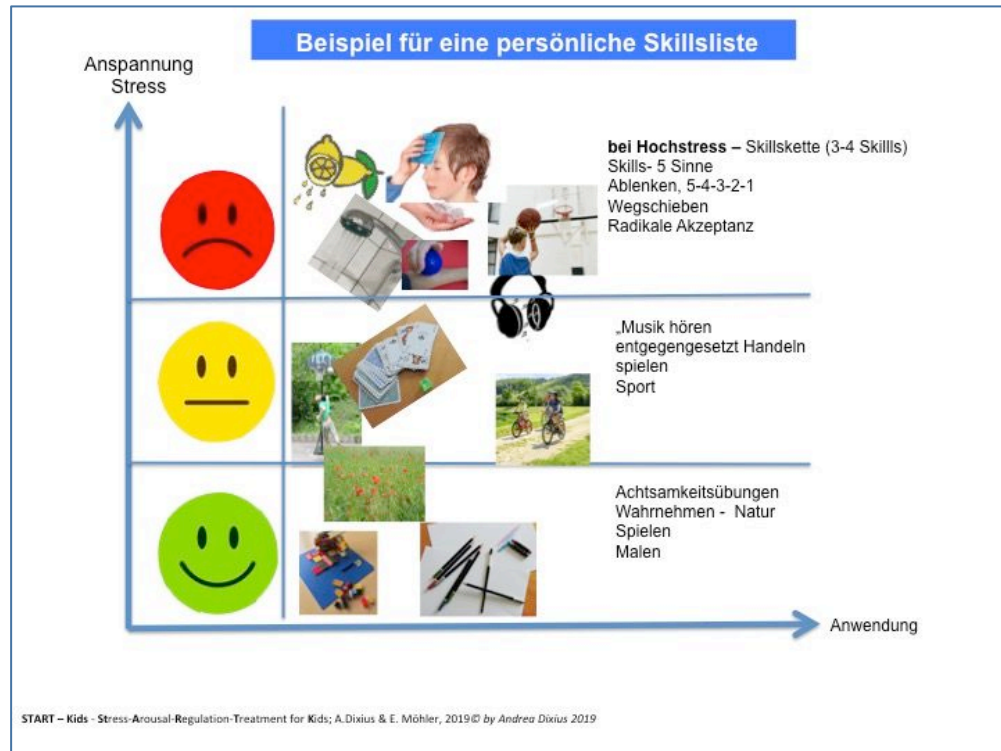 Beispiel für eine persönliche Skillsliste
Anspannung
Stress
bei Hochstress – Skillskette (3-4 Skillls)
Skills- 5 Sinne
Ablenken, 5-4-3-2-1
Wegschieben
Radikale Akzeptanz
„Musik hören
entgegengesetzt Handeln
spielen
Sport
Achtsamkeitsübungen
Wahrnehmen - Natur
Spielen
Malen
Anwendung
START – Kids - Stress-Arousal-Regulation-Treatment for Kids; A.Dixius & E. Möhler, 2019© by Andrea Dixius 2019